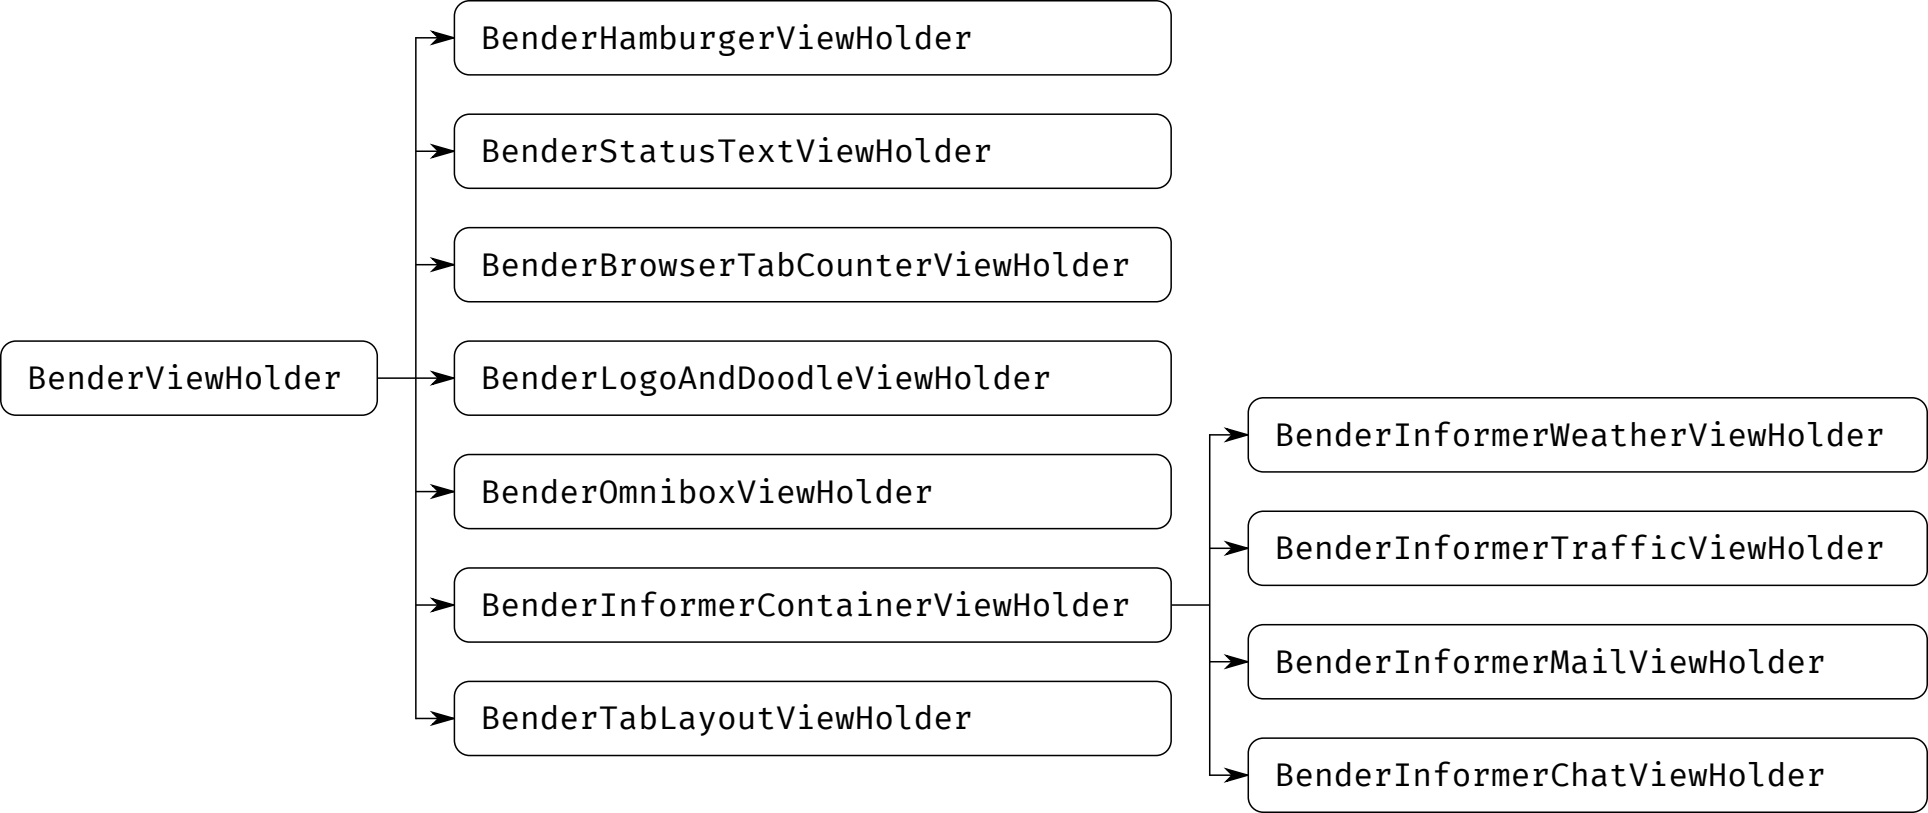 BenderViewHolder
BenderHamburgerViewHolder
BenderStatusTextViewHolder
BenderBrowserTabCounterViewHolder
BenderLogoAndDoodleViewHolder
BenderOmniboxViewHolder
BenderInformerContainerViewHolder
BenderTabLayoutViewHolder
BenderInformerWeatherViewHolder
BenderInformerTrafficViewHolder
BenderInformerMailViewHolder
BenderInformerChatViewHolder